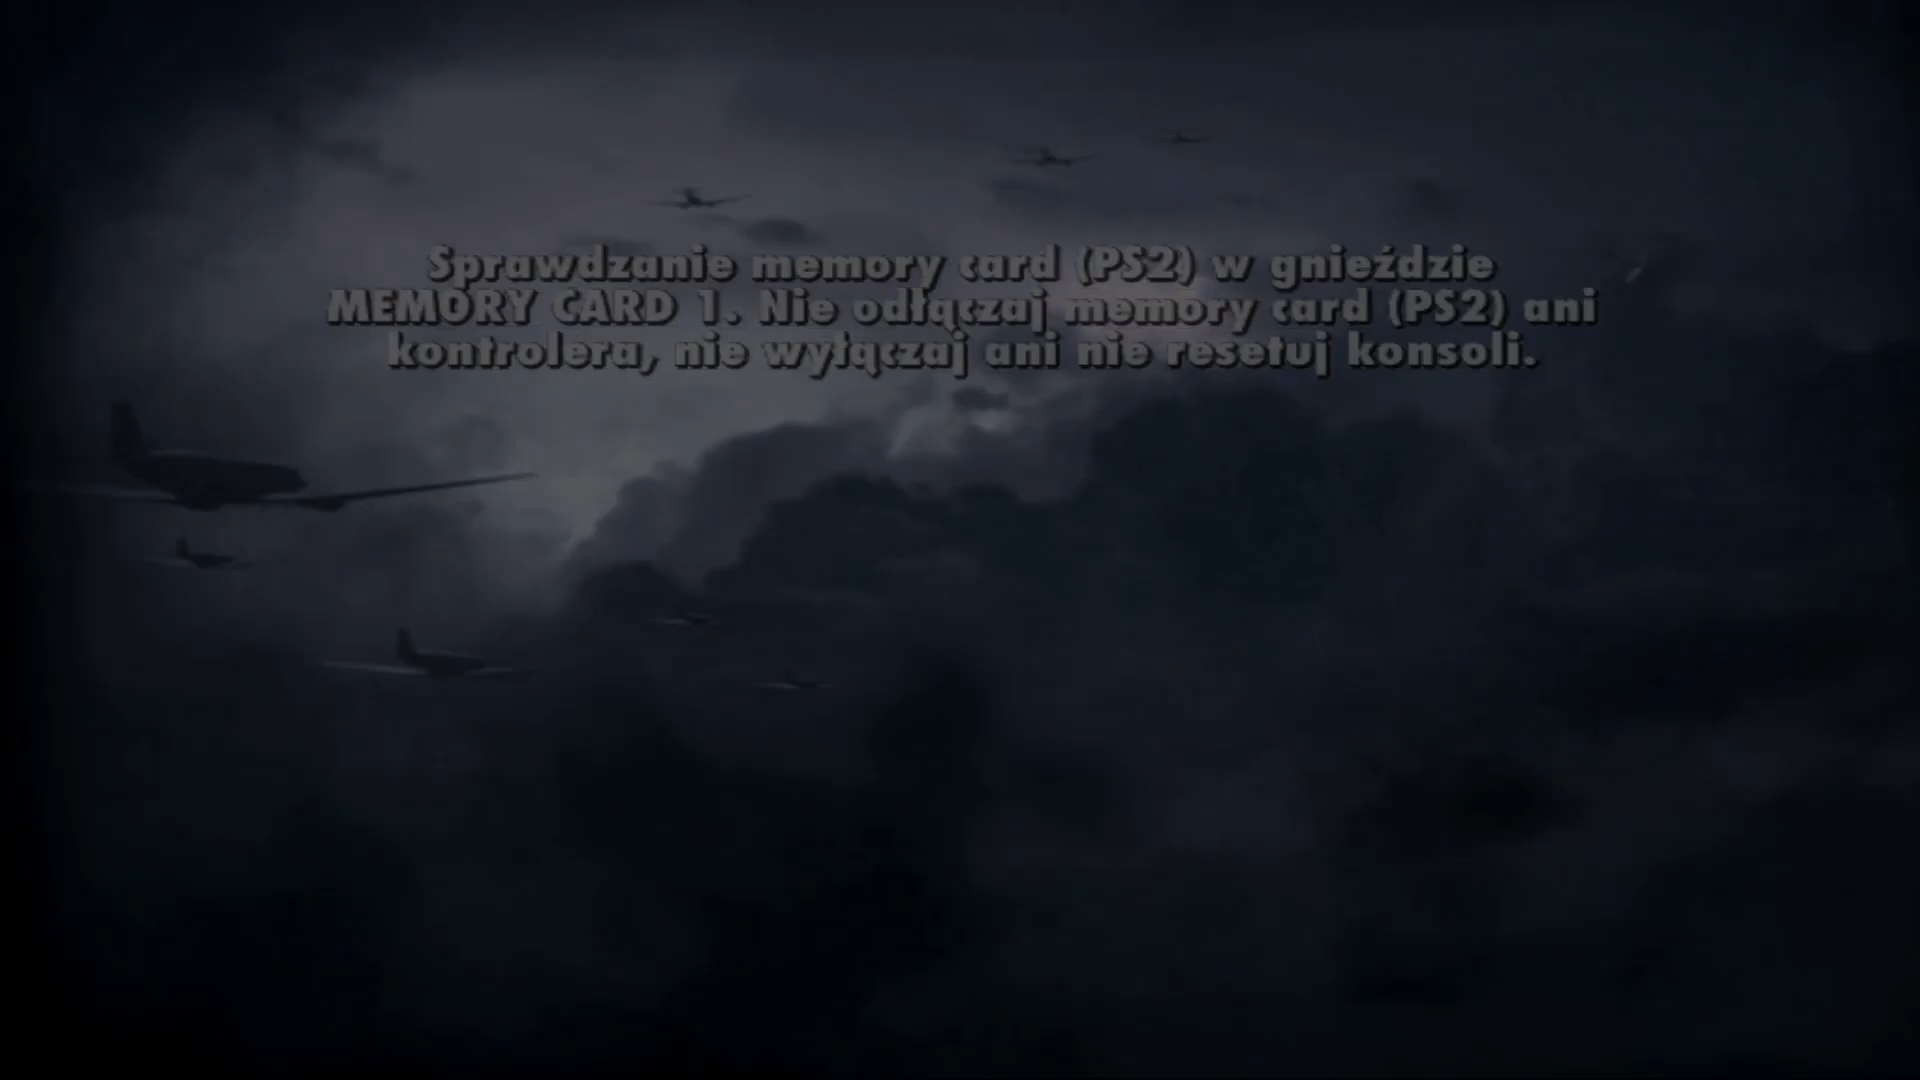 Sprawdzanie memory card (PS2) w gnieździe
MEMORY CARD 1. Nie odłączaj memory card (PS2) ani
kontrolera, nie wyłączaj ani nie resetuj konsoli.